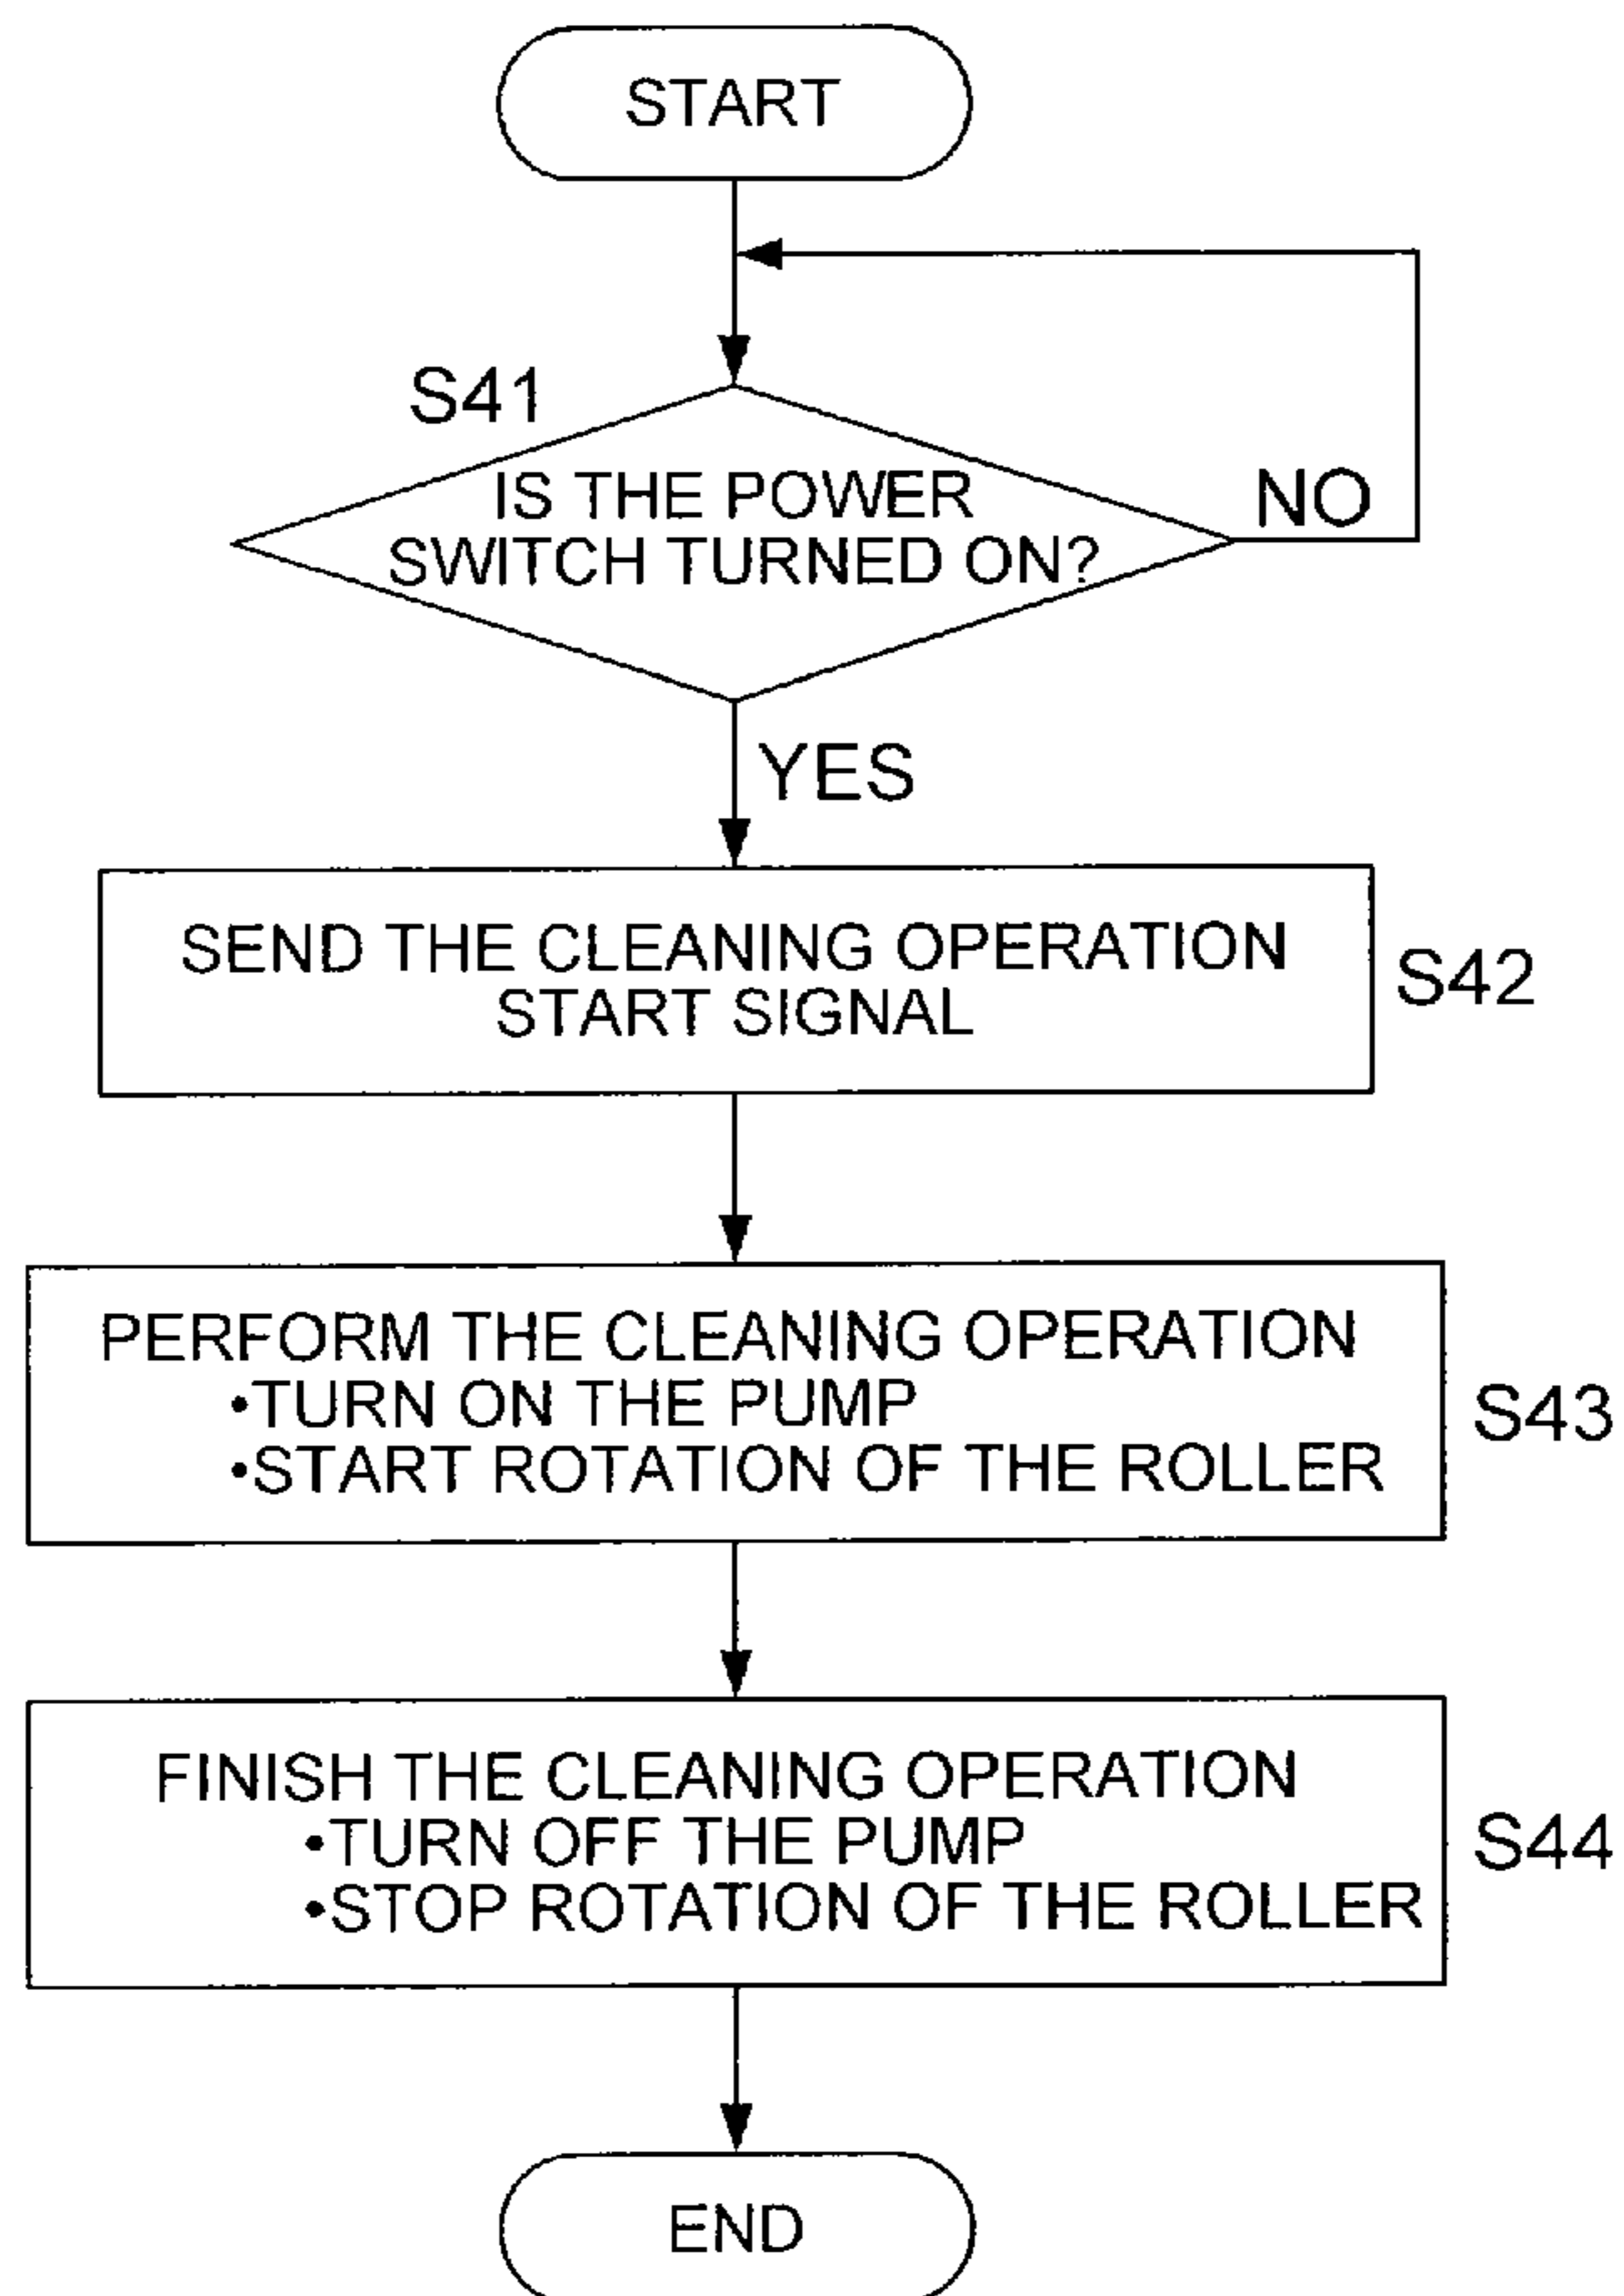 START
S41
IS THE POWER
SWITCH TURNED ON?
NO
YES
SEND THE CLEANING OPERATION
START SIGNAL
S42
PERFORM THE CLEANING OPERATION
•TURN ON THE PUMP
•START ROTATION OF THE ROLLER
S43
FINISH THE CLEANING OPERATION
•TURN OFF THE PUMP
•STOP ROTATION OF THE ROLLER
S44
END